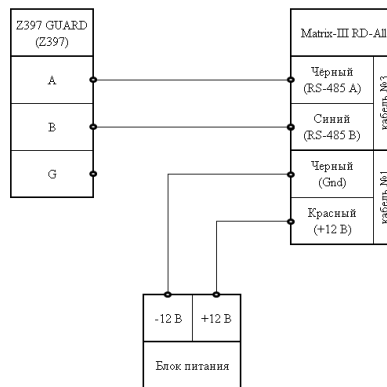 Z397 GUARD
(Z397)
A
B
G
Matrix-III RD-All
Чёрный
(RS-485 A)
Синий
(RS-485 B)
кабель №3
Черный
(Gnd)
Красный
(+12 В)
кабель №1
-12 В
+12 В
Блок питания